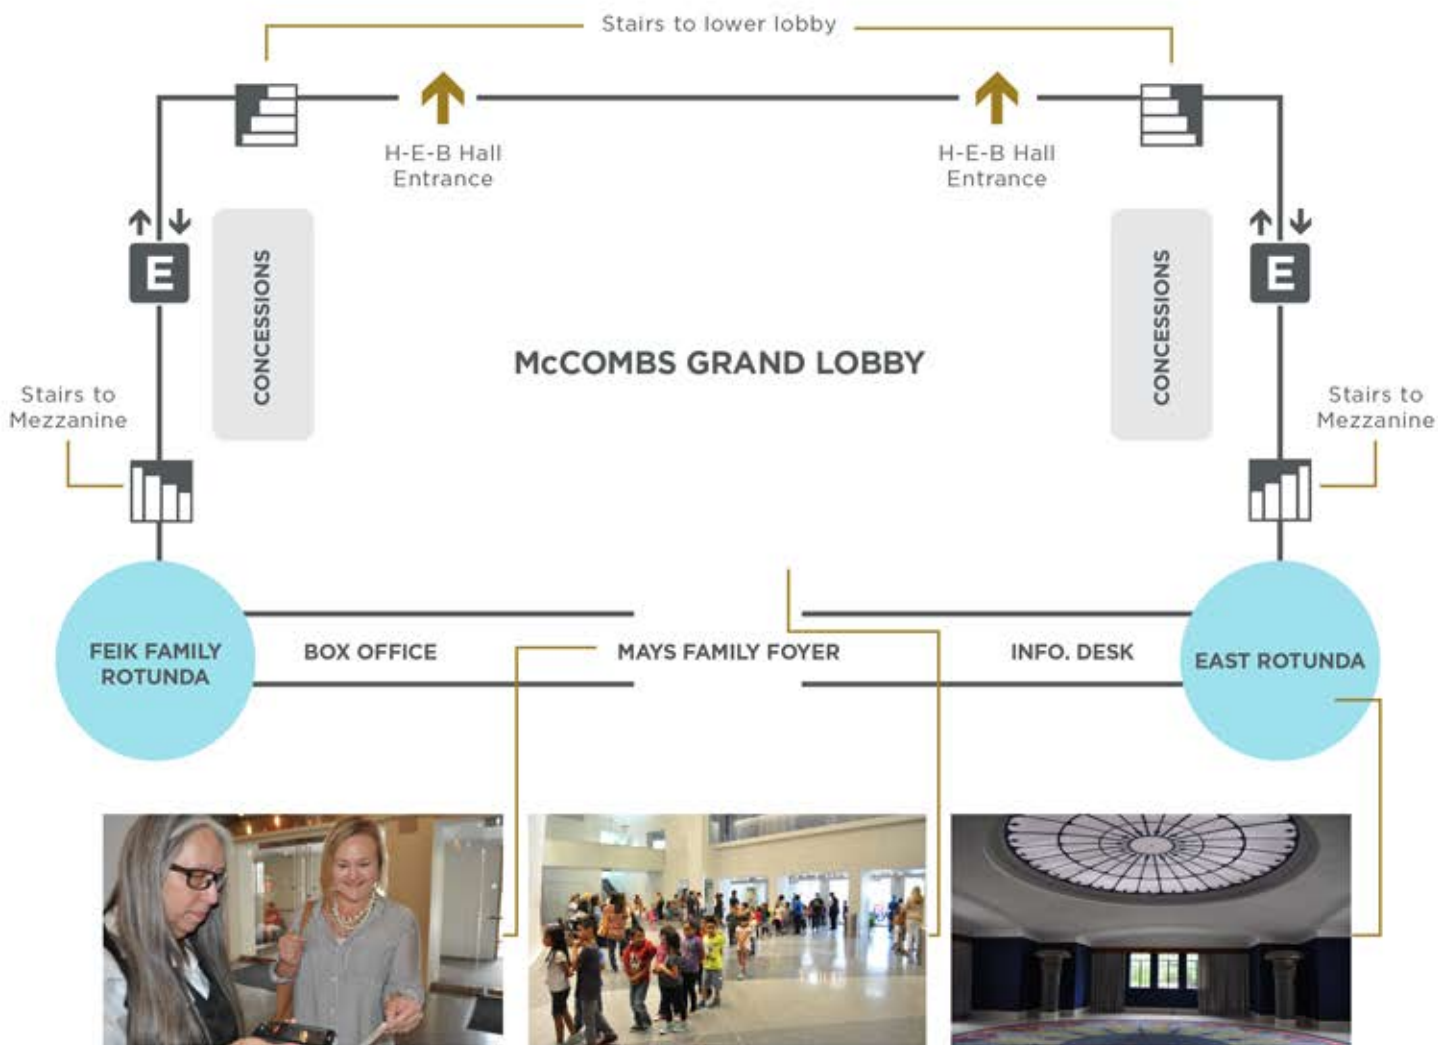 Stairs to lower lobby
H-E-B Hall
Entrance
H-E-B Hall
Entrance
E
CONCESSIONS
McCOMBS GRAND LOBBY
CONCESSIONS
E
Stairs to
Mezzanine
Stairs to
Mezzanine
FEIK FAMILY
ROTUNDA
BOX OFFICE
MAYS FAMILY FOYER
INFO. DESK
EAST ROTUNDA